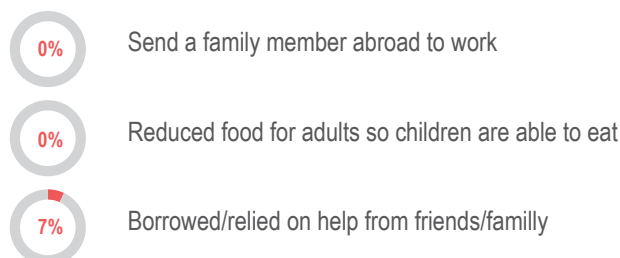 0% Send a family member abroad to work
0% Reduced food for adults so children are able to eat
7% Borrowed/relied on help from friends/familly